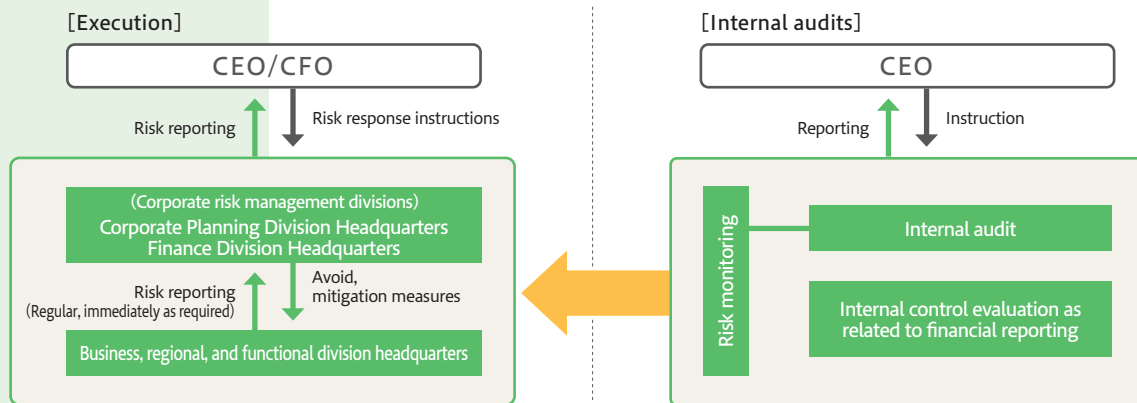 [Execution]
CEO/CFO
Risk reporting
Risk response instructions
(Corporate risk management divisions)
Corporate Planning Division Headquarters
Finance Division Headquarters
Risk reporting
(Regular, immediately as required)
Avoid,
mitigation measures
Business, regional, and functional division headquarters
[Internal audits]
CEO
Reporting
Instruction
Risk monitoring
Internal audit
Internal control evaluation as
related to financial reporting